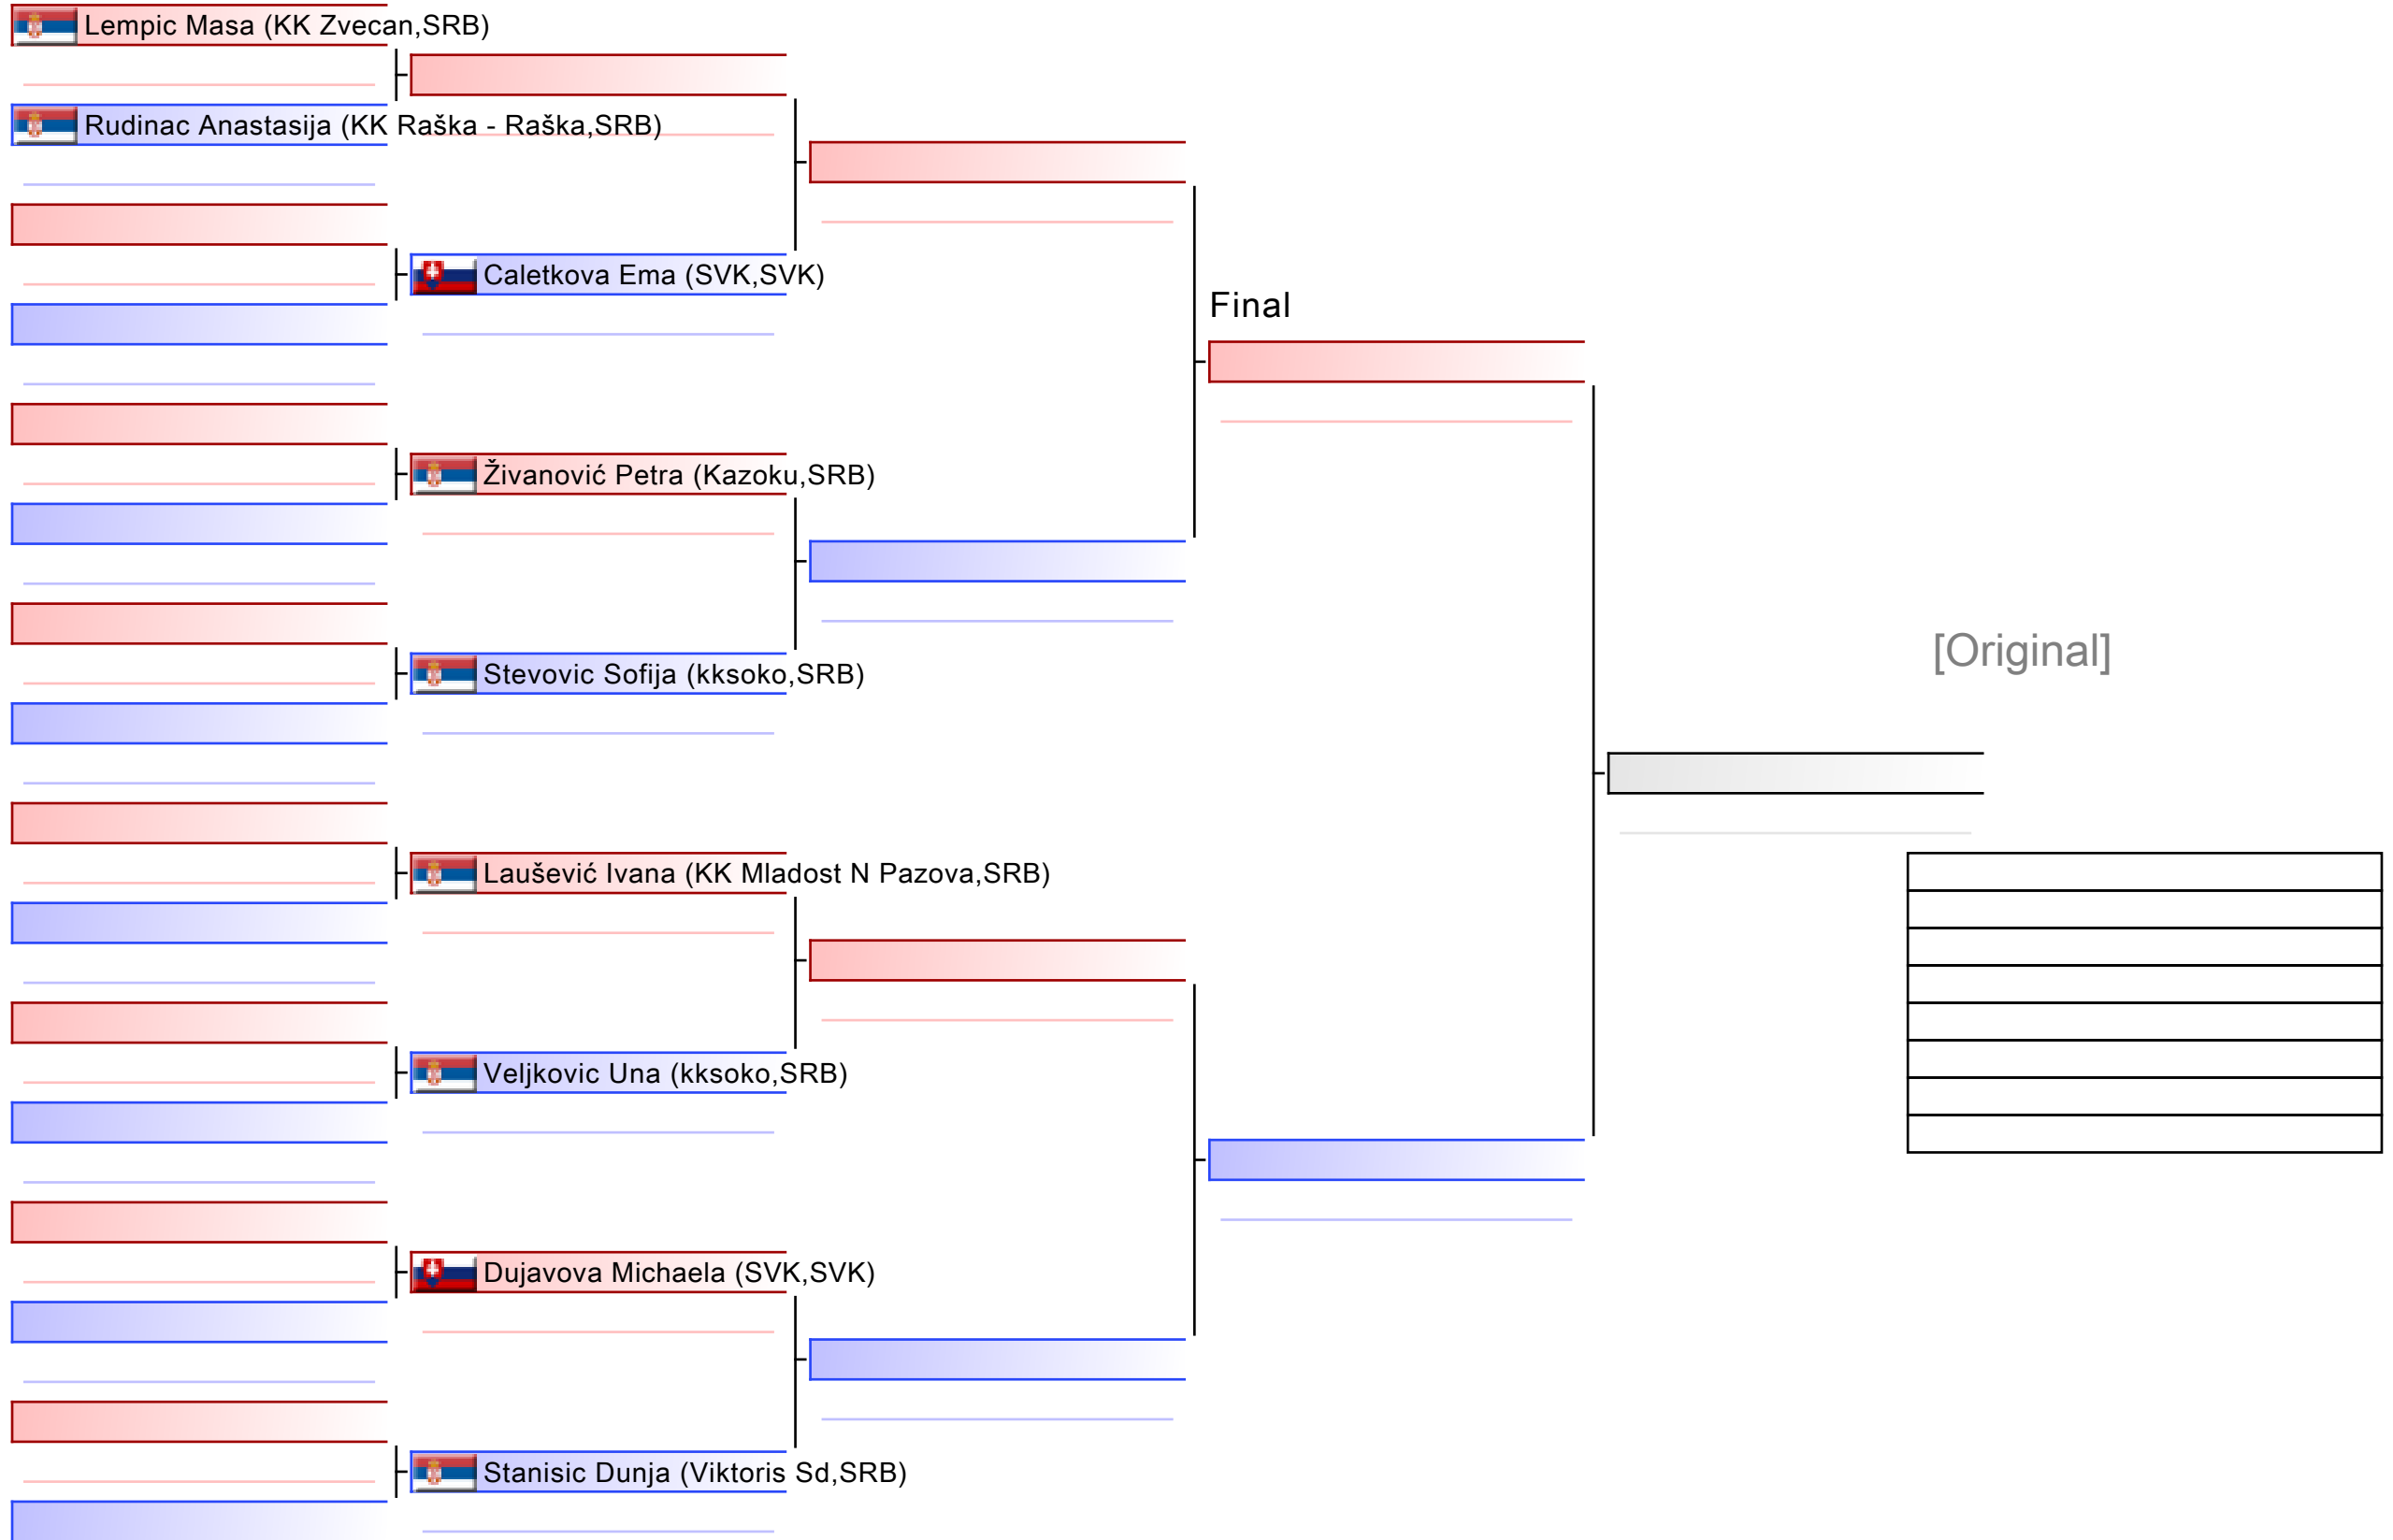 Lempic Masa (KK Zvecan,SRB)
Rudinac Anastasija (KK Raška - Raška,SRB)
Caletkova Ema (SVK,SVK)
Final
Živanović Petra (Kazoku,SRB)
Stevovic Sofija (kksoko,SRB)
[Original]
Laušević Ivana (KK Mladost N Pazova,SRB)
Veljkovic Una (kksoko,SRB)
Dujavova Michaela (SVK,SVK)
Stanisic Dunja (Viktoris Sd,SRB)